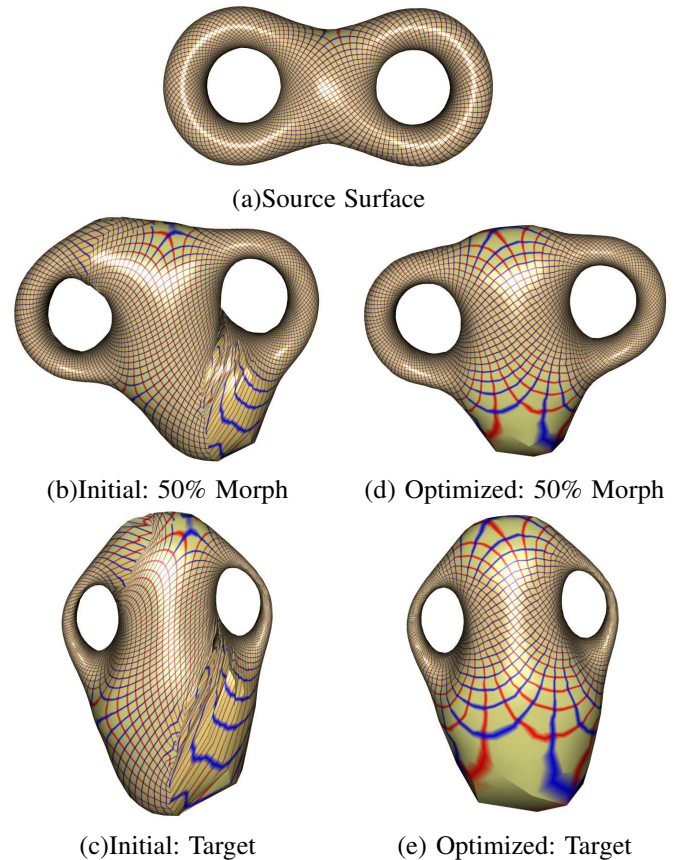 (a)Source Surface
(b)Initial: 50% Morph
(d) Optimized: 50% Morph
(c)Initial: Target
(e) Optimized: Target